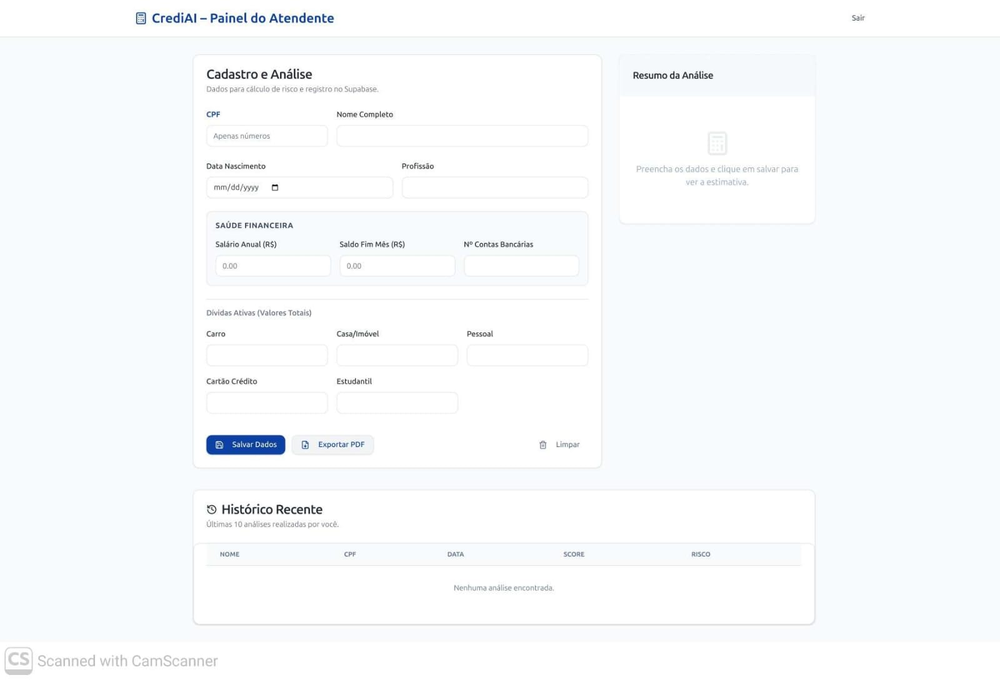 CrediAI – Painel do Atendente
Sair
Cadastro e Análise
Dados para cálculo de risco e registro no Supabase.
CPF
Nome Completo
Apenas números
Data Nascimento
Profissão
mm/dd/yyyy
SAÚDE FINANCEIRA
Salário Anual (R$)
Saldo Fim Mês (R$)
Nº Contas Bancárias
0.00
0.00
Dívidas Ativas (Valores Totais)
Carro
Casa/Imóvel
Pessoal
Cartão Crédito
Estudantil
Salvar Dados
Exportar PDF
Limpar
Resumo da Análise
Preencha os dados e clique em salvar para
ver a estimativa.
Histórico Recente
Últimas 10 análises realizadas por você.
NOME CPF DATA SCORE RISCO
Nenhuma análise encontrada.
CS Scanned with CamScanner